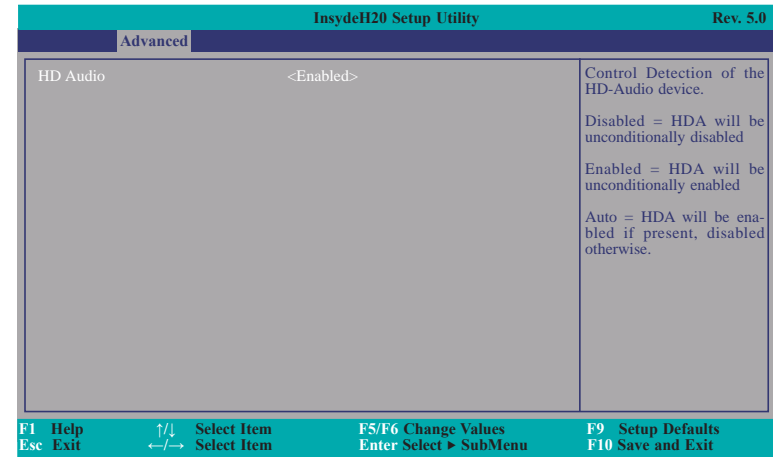 InsydeH20 Setup Utility Rev. 5.0
Advanced
HD Audio <Enabled>
Control Detection of the
HD-Audio device.
Disabled = HDA will be
unconditionally disabled
Enabled = HDA will be
unconditionally enabled
Auto = HDA will be ena-
bled if present, disabled
otherwise.
F1 Help ↑/↓ Select Item F5/F6 Change Values F9 Setup Defaults
Esc Exit ←/→ Select Item Enter Select ▶ SubMenu F10 Save and Exit